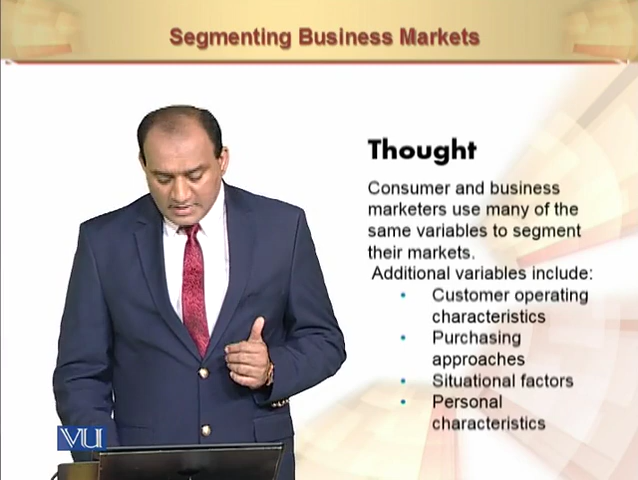 Segmenting Business Markets
Thought
Consumer and business
marketers use many of the
same variables to segment
their markets.
Additional variables include:
• Customer operating
characteristics
• Purchasing
approaches
• Situational factors
• Personal
characteristics
VU